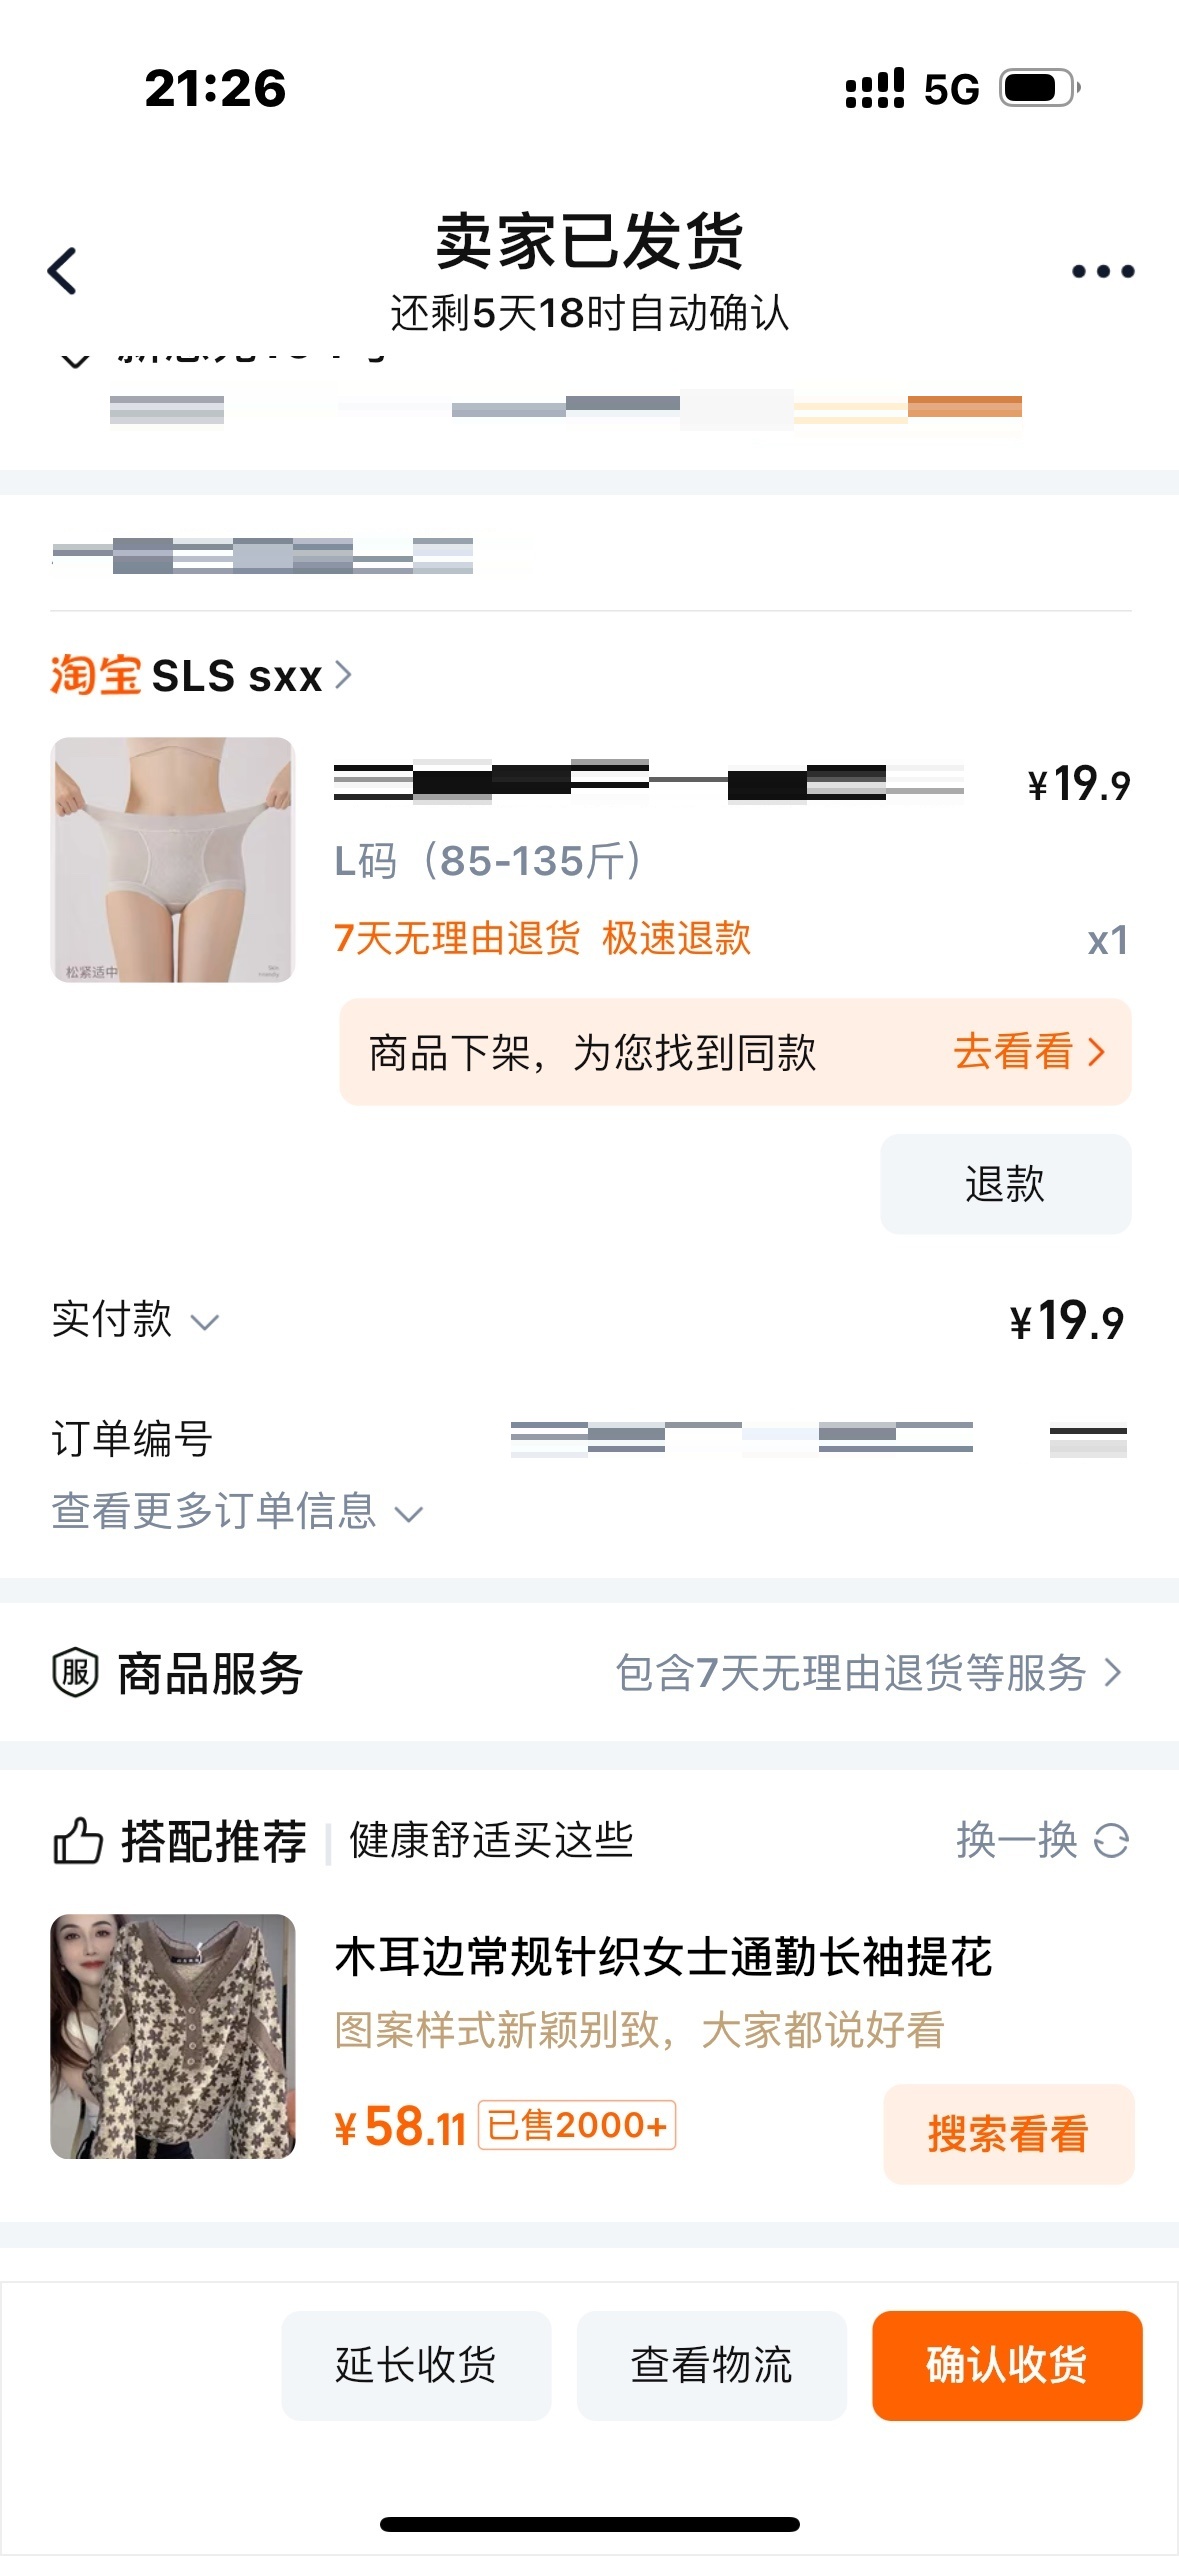 21:26
5G
卖家已发货
还剩5天18时自动确认
淘宝 SLS sxx
¥19.9
L码（85-135斤）
7天无理由退货 极速退款
x1
松紧适中
商品下架，为您找到同款
去看看
退款
实付款
¥19.9
订单编号
查看更多订单信息
服 商品服务
包含7天无理由退货等服务
搭配推荐
健康舒适买这些
换一换
木耳边常规针织女士通勤长袖提花
图案样式新颖别致，大家都说好看
¥58.11 已售2000+
搜索看看
延长收货
查看物流
确认收货